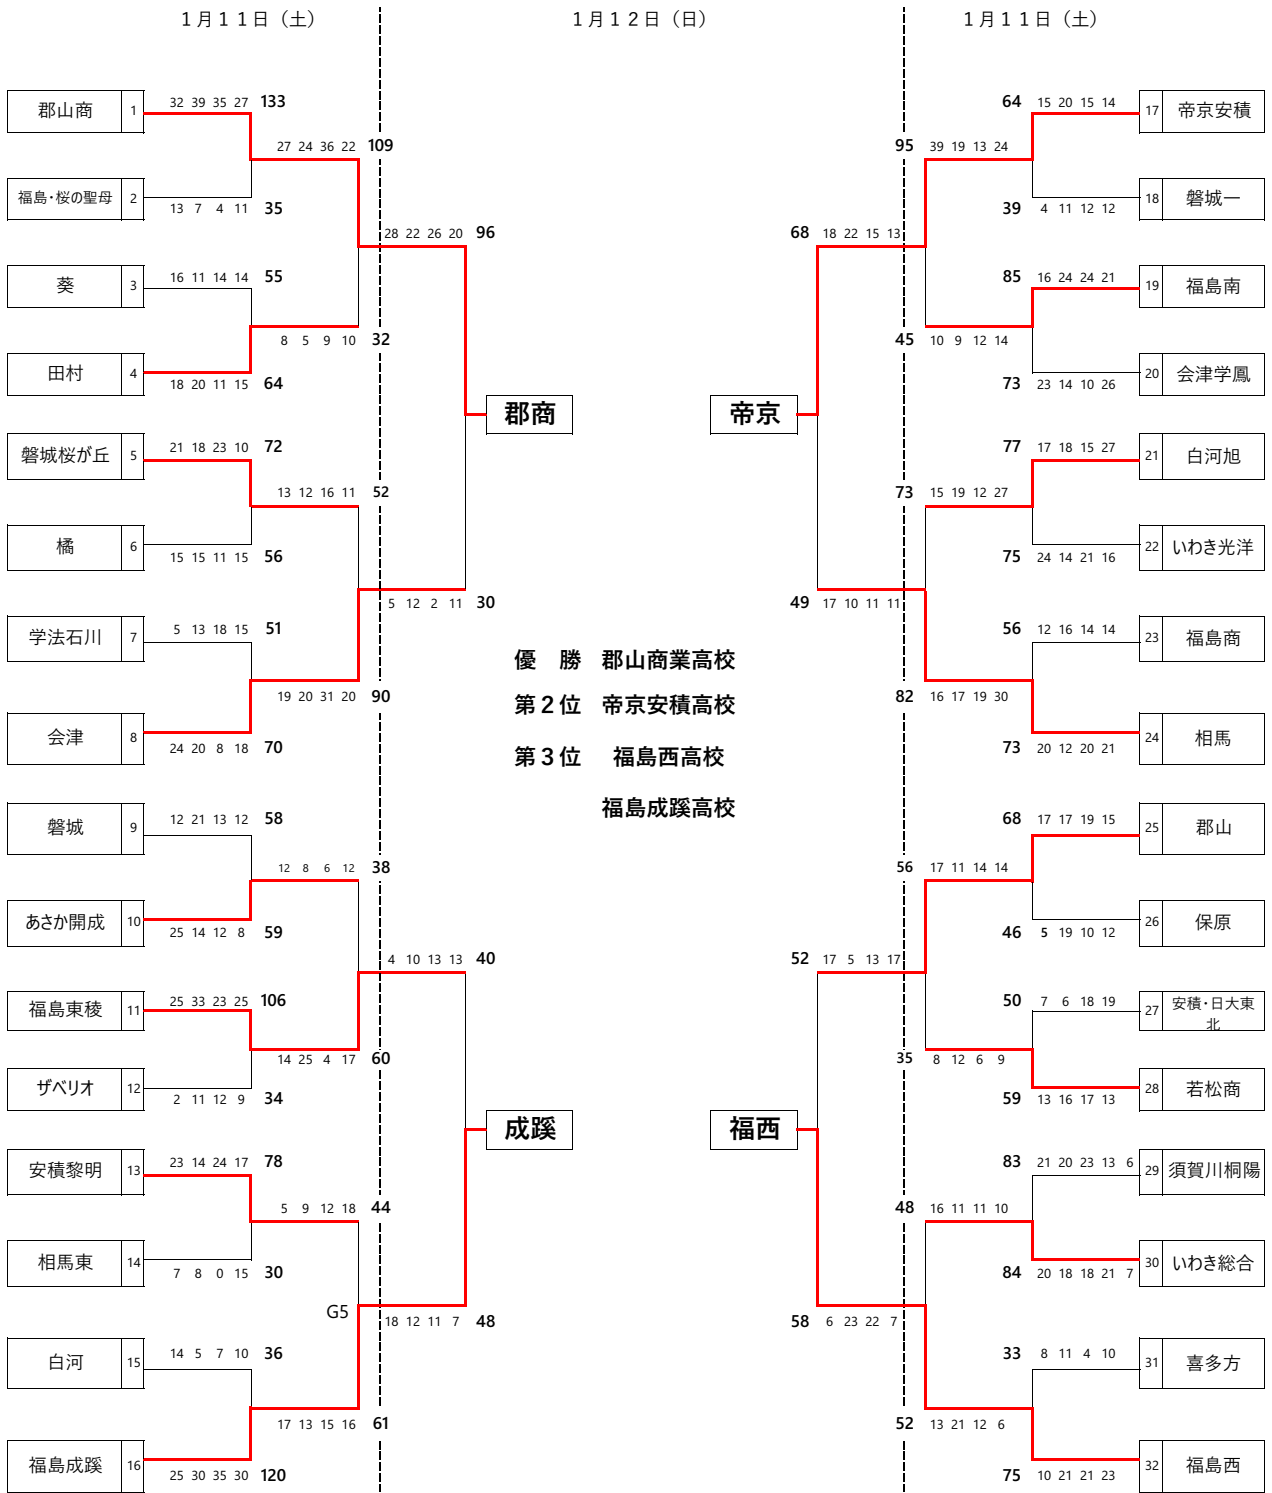 １月１１日（土）
１月１２日（日）
１月１１日（土）
郡山商 1 32 39 35 27 133
27 24 36 22 109
福島・桜の聖母 2 13 7 4 11 35
28 22 26 20 96
葵 3 16 11 14 14 55
8 5 9 10 32
田村 4 18 20 11 15 64
郡商
磐城桜が丘 5 21 18 23 10 72
13 12 16 11 52
橘 6 15 15 11 15 56
5 12 2 11 30
学法石川 7 5 13 18 15 51
19 20 31 20 90
会津 8 24 20 8 18 70
磐城 9 12 21 13 12 58
12 8 6 12 38
あさか開成 10 25 14 12 8 59
4 10 13 13 40
福島東稜 11 25 33 23 25 106
14 25 4 17 60
ザベリオ 12 2 11 12 9 34
成蹊
安積黎明 13 23 14 24 17 78
5 9 12 18 44
相馬東 14 7 8 0 15 30
G5
18 12 11 7 48
白河 15 14 5 7 10 36
17 13 15 16 61
福島成蹊 16 25 30 35 30 120
優　勝　郡山商業高校
第２位　帝京安積高校
第３位　福島西高校
福島成蹊高校
64 15 20 15 14 17 帝京安積
95 39 19 13 24
39 4 11 12 12 18 磐城一
68 18 22 15 13
85 16 24 24 21 19 福島南
45 10 9 12 14
73 23 14 10 26 20 会津学鳳
帝京
77 17 18 15 27 21 白河旭
73 15 19 12 27
75 24 14 21 16 22 いわき光洋
49 17 10 11 11
56 12 16 14 14 23 福島商
82 16 17 19 30
73 20 12 20 21 24 相馬
68 17 17 19 15 25 郡山
56 17 11 14 14
46 5 19 10 12 26 保原
52 17 5 13 17
50 7 6 18 19 27 安積・日大東
北
35 8 12 6 9
59 13 16 17 13 28 若松商
福西
83 21 20 23 13 6 29 須賀川桐陽
48 16 11 11 10
84 20 18 18 21 7 30 いわき総合
58 6 23 22 7
33 8 11 4 10 31 喜多方
52 13 21 12 6
75 10 21 21 23 32 福島西